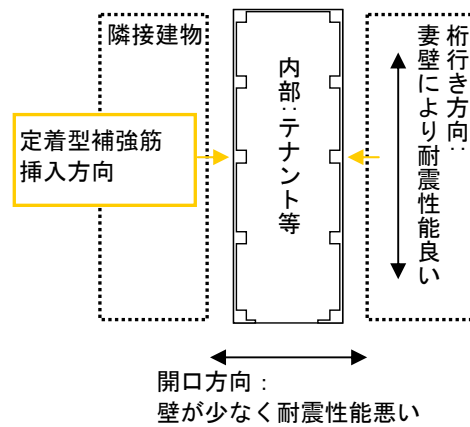 隣接建物
定着型補強筋
挿入方向
内部：テナント等
桁行き方向：
妻壁により耐震性能良い
開口方向：
壁が少なく耐震性能悪い